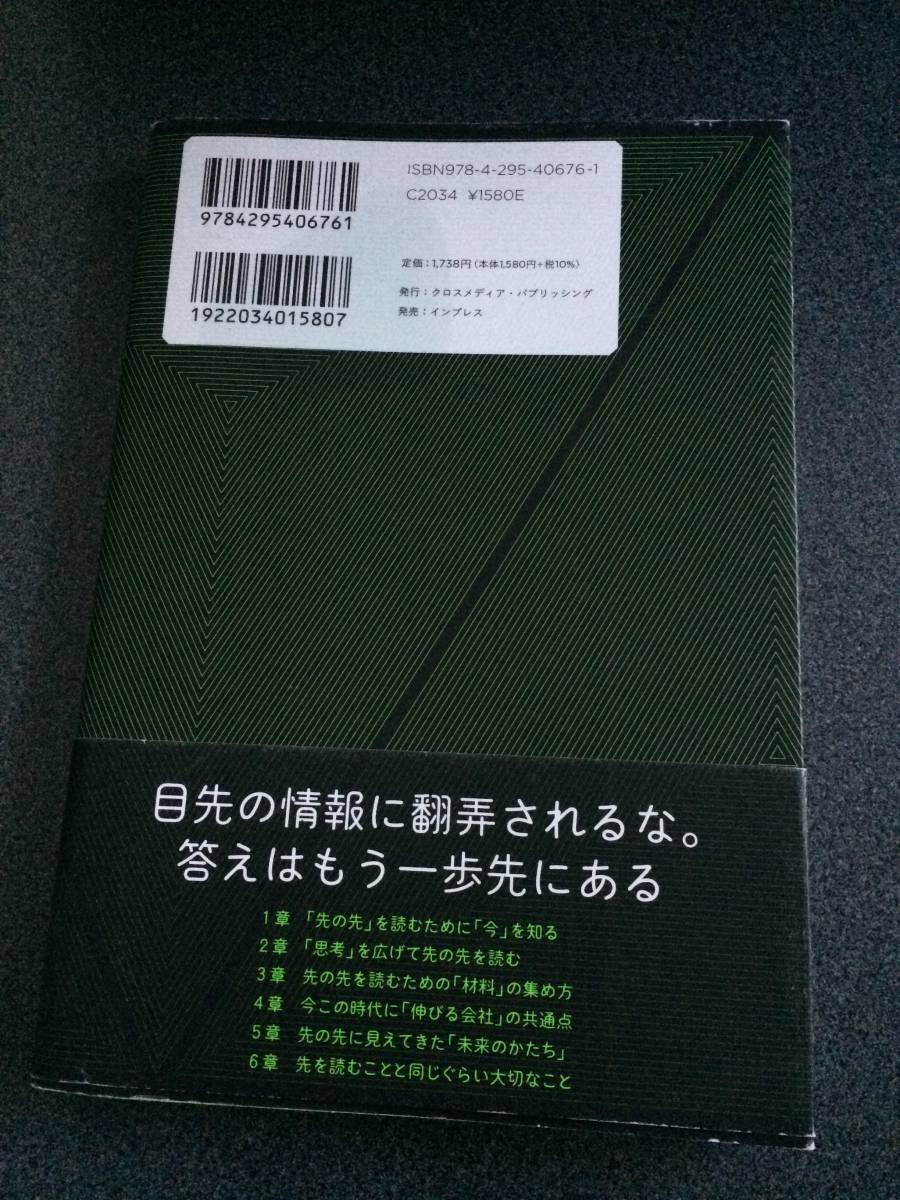 ISBN978-4-295-40676-1
C2034 ¥1580E
9784295406761
定価：1,738円（本体1,580円+税10%）
発行：クロスメディア・パブリッシング
発売：インプレス
1922034015807
目先の情報に翻弄されるな。
答えはもう一歩先にある
1章 「先の先」を読むために「今」を知る
2章 「思考」を広げて先の先を読む
3章 先の先を読むための「材料」の集め方
4章 今この時代に「伸びる会社」の共通点
5章 先の先に見えてきた「未来のかたち」
6章 先を読むことと同じぐらい大切なこと